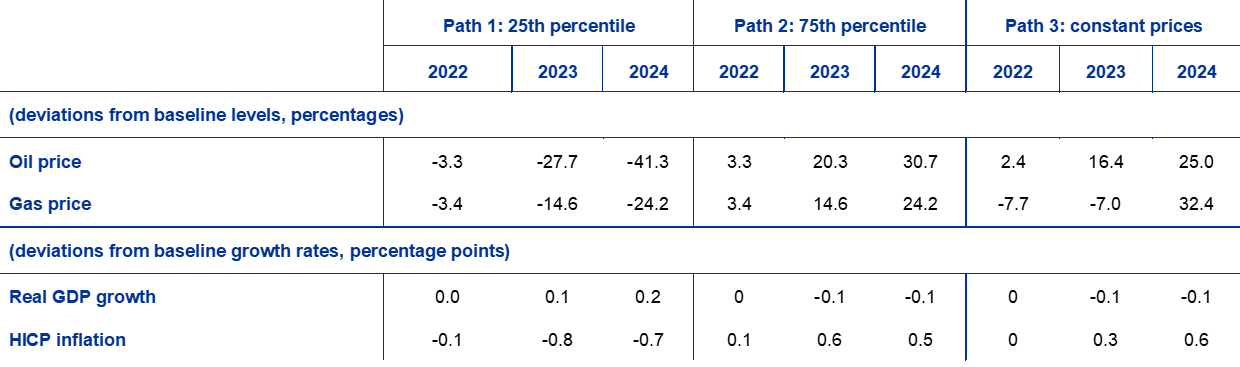 Path 1: 25th percentile Path 2: 75th percentile Path 3: constant prices
2022 2023 2024 2022 2023 2024 2022 2023 2024
(deviations from baseline levels, percentages)
Oil price -3.3 -27.7 -41.3 3.3 20.3 30.7 2.4 16.4 25.0
Gas price -3.4 -14.6 -24.2 3.4 14.6 24.2 -7.7 -7.0 32.4
(deviations from baseline growth rates, percentage points)
Real GDP growth 0.0 0.1 0.2 0 -0.1 -0.1 0 -0.1 -0.1
HICP inflation -0.1 -0.8 -0.7 0.1 0.6 0.5 0 0.3 0.6